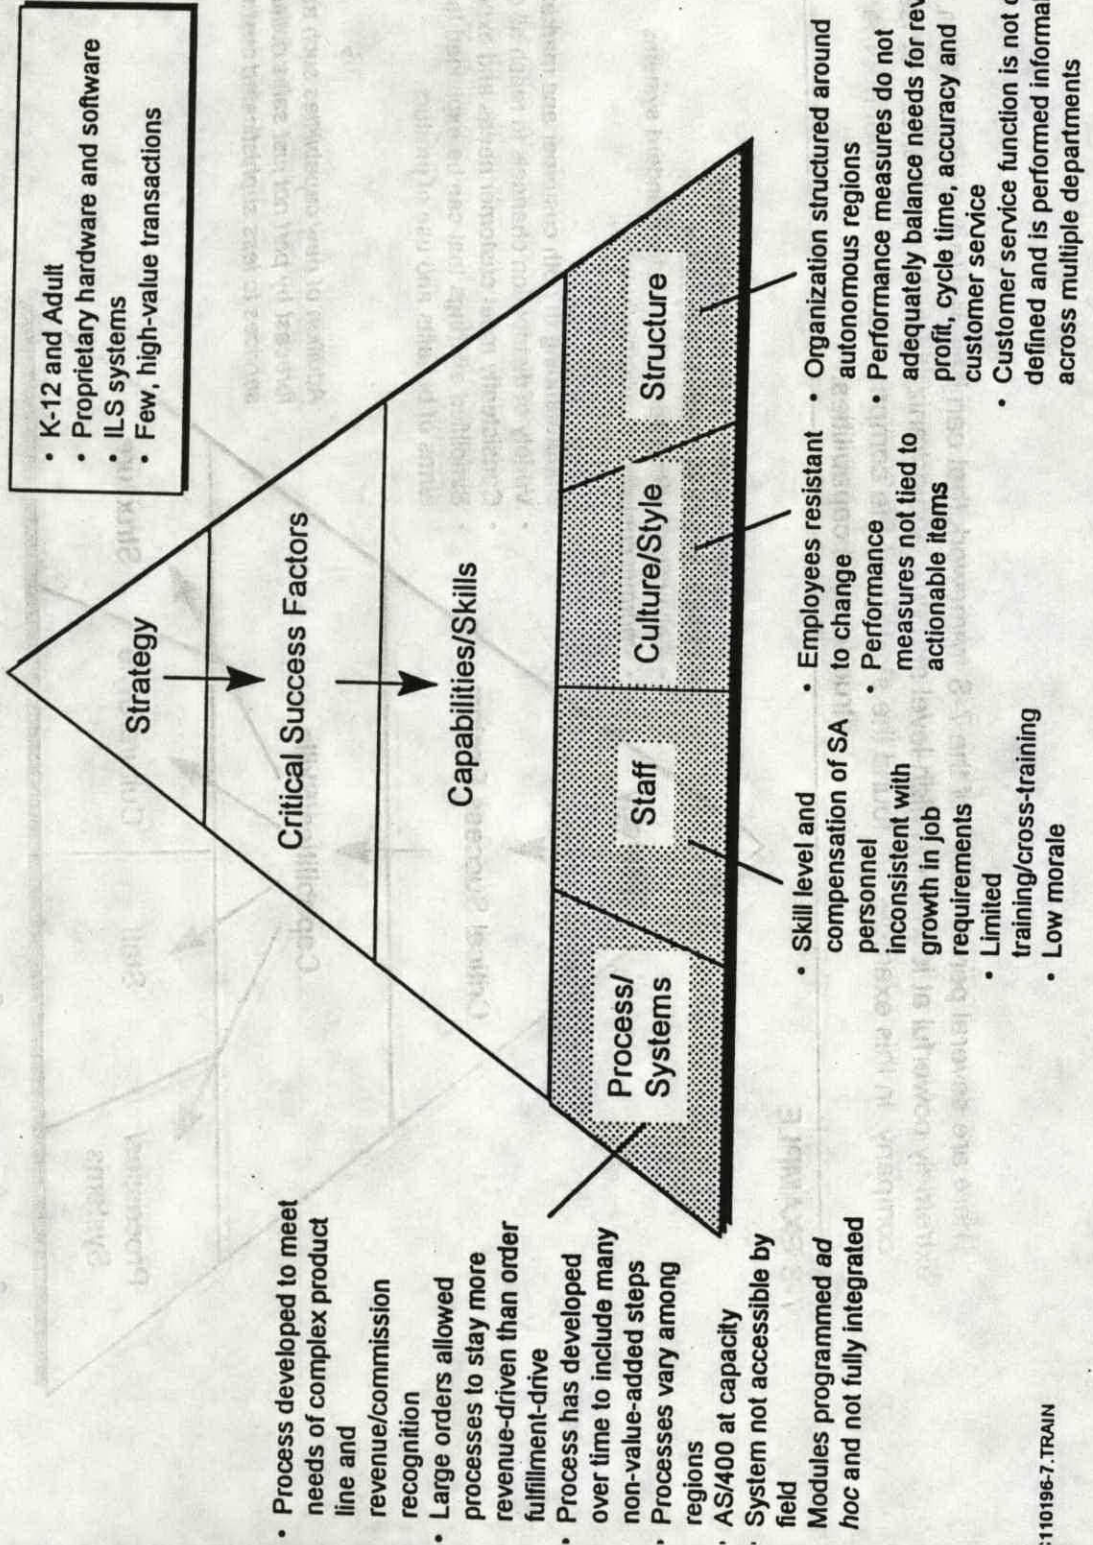 • K-12 and Adult
• Proprietary hardware and software
• ILS systems
• Few, high-value transactions
Strategy
Critical Success Factors
Capabilities/Skills
Process/
Systems
Staff
Culture/Style
Structure
• Process developed to meet
needs of complex product
line and
revenue/commission
recognition
• Large orders allowed
processes to stay more
revenue-driven than order
fulfillment-drive
• Process has developed
over time to include many
non-value-added steps
• Processes vary among
regions
• AS/400 at capacity
• System not accessible by
field
Modules programmed ad
hoc and not fully integrated
• Skill level and
compensation of SA
personnel
inconsistent with
growth in job
requirements
• Limited
training/cross-training
• Low morale
• Employees resistant
to change
• Performance
measures not tied to
actionable items
• Organization structured around
autonomous regions
• Performance measures do not
adequately balance needs for rev
profit, cycle time, accuracy and
customer service
• Customer service function is not
defined and is performed informal
across multiple departments
110196-7.TRAIN